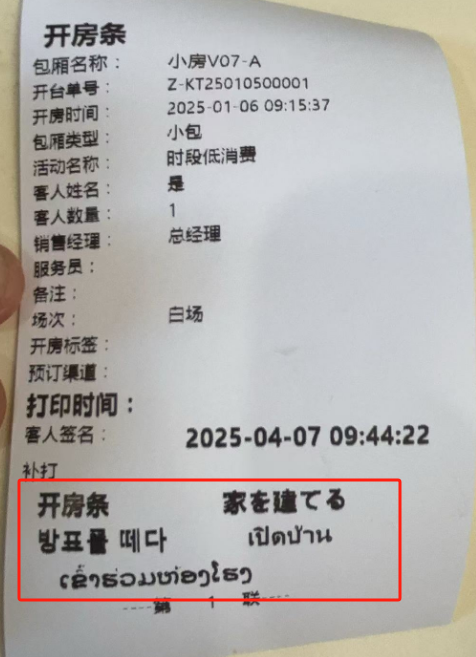 开房条
包厢名称： 小房V07-A
开台单号： Z-KT25010500001
开房时间： 2025-01-06 09:15:37
包厢类型： 小包
活动名称： 时段低消费
客人姓名： 是
客人数量： 1
销售经理： 总经理
服务员：
备注：
场次： 白场
开房标签：
预订渠道：
打印时间：
客人签名： 2025-04-07 09:44:22
补打
开房条 家を建てる
방표를 떼다 เปิดบ้าน
ເຂົ້າຮ່ວມຫ້ອງໂຮງ
----第 1 联----